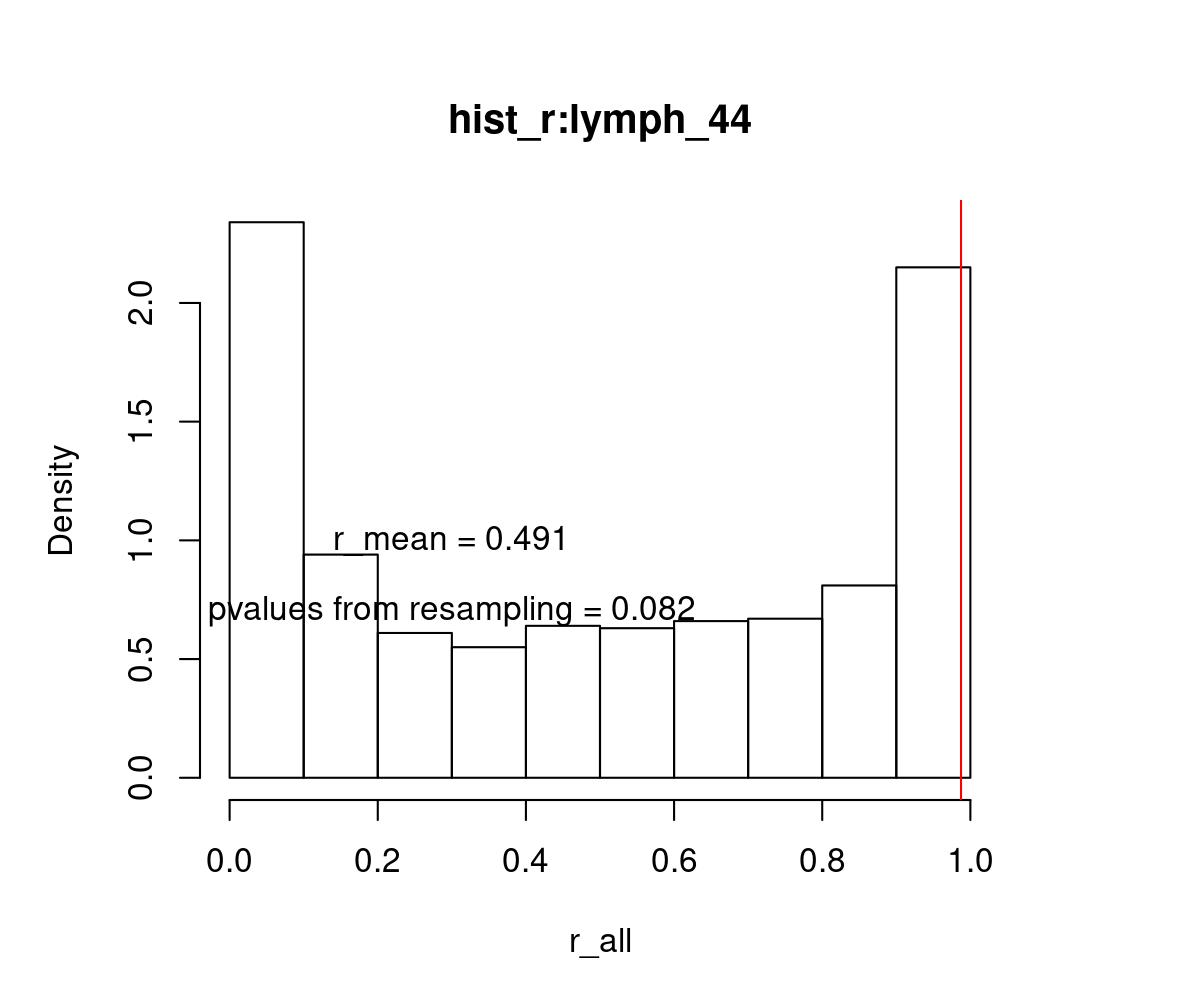 hist_r:lymph_44
Density
2.0
1.5
1.0
0.5
0.0
r_mean = 0.491
pvalues from resampling = 0.082
0.0 0.2 0.4 0.6 0.8 1.0
r_all